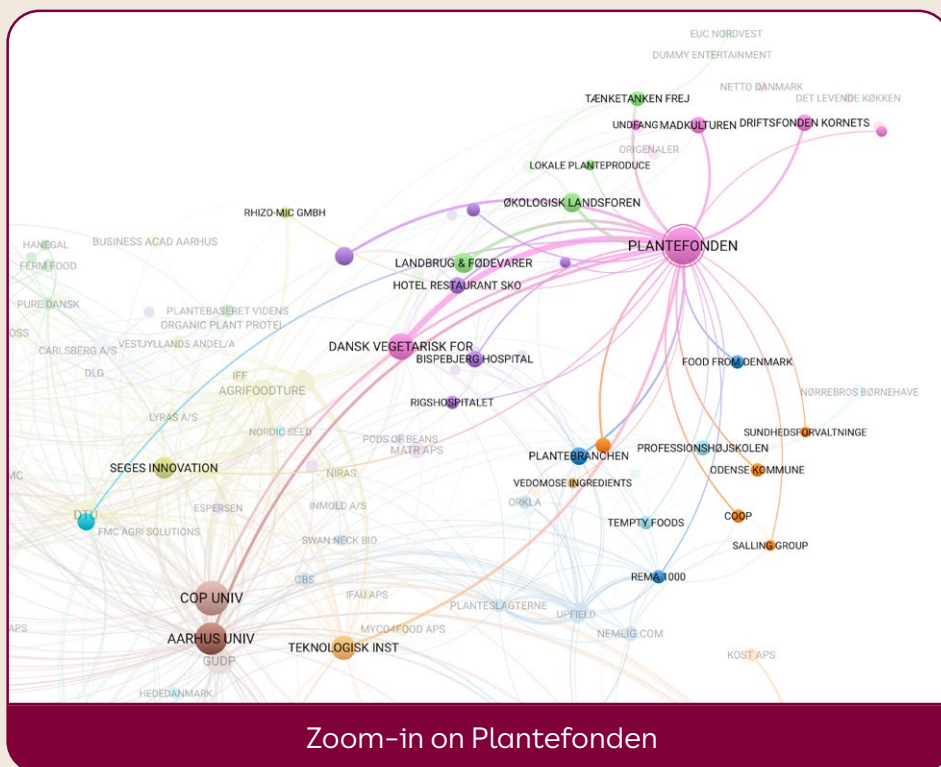 EUC NORDVEST
DUMMY ENTERTAINMENT
NETTO DANMARK
TÆNKETANKEN FREJ
DET LEVENDE KØKKEN
UNDFANG
MADKULTUREN
DRIFTSFONDEN KORNETS
ORIGENALER
LOKALE PLANTEPRODUCE
ØKOLOGISK LANDSFOREN
RHIZO-MIC GMBH
BUSINESS ACAD AARHUS
HANEGAL
PLANTEFONDEN
FERM FOOD
LANDBRUG & FØDEVARER
HOTEL RESTAURANT SKO
PURE DANSK
PLANTEBASERET VIDENS
ORGANIC PLANT PROTEI
OSS
VESTJYLLANDS ANDEL/A
CARLSBERG A/S
DANSK VEGETARISK FOR
BISPEBJERG HOSPITAL
FOOD FROM DENMARK
DLG
IFF
AGRIFOODTURE
NØRREBROS BØRNEHAVE
RIGSHOSPITALET
LYRAS A/S
NORDIC SEED
PODS OF BEANS
MATR APS
SUNDHEDSFORVALTNINGE
PROFESSIONSHØJSKOLEN
PLANTEBRANCHEN
SEGES INNOVATION
ODENSE KOMMUNE
NIRAS
MC
VEDOMOSE INGREDIENTS
ESPERSEN
INMOLD A/S
ORKLA
DTU
COOP
TEMPTY FOODS
FMC AGRI SOLUTIONS
SWAN NECK BIO
SALLING GROUP
CBS
REMA 1000
IFAU APS
COP UNIV
PLANTESLAGTERNE
UPFIELD
APS
MYCO4FOOD APS
NEMLIG.COM
AARHUS UNIV
TEKNOLOGISK INST
GUDP
KOST APS
HEDEDANMARK
Zoom-in on Plantefonden